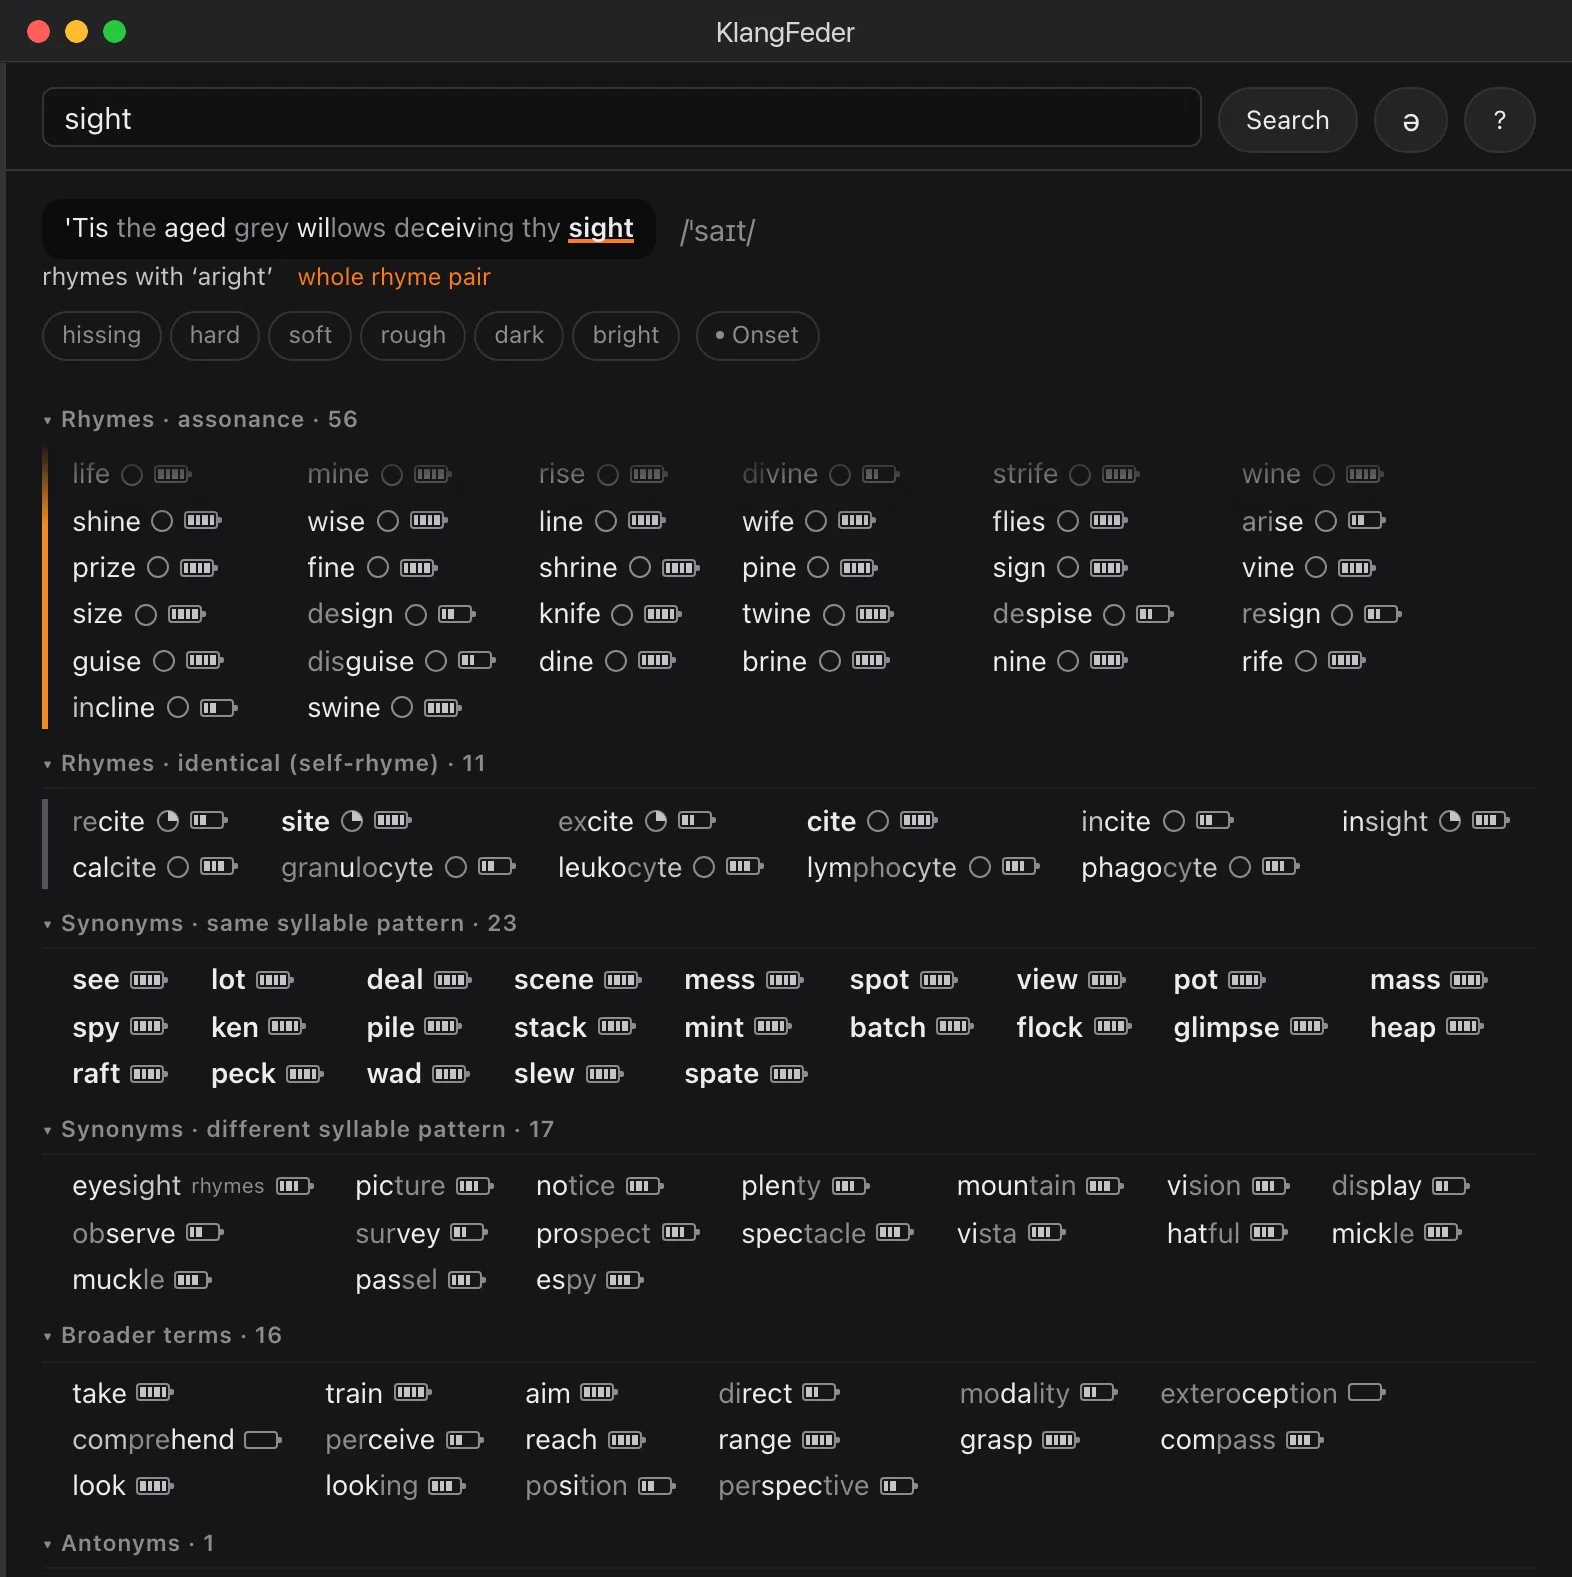 KlangFeder
sight Search ə ?
'Tis the aged grey willows deceiving thy sight /ˈsaɪt/
rhymes with ‘aright’ whole rhyme pair
hissing hard soft rough dark bright • Onset
▾ Rhymes · assonance · 56
life mine rise divine strife wine
shine wise line wife flies arise
prize fine shrine pine sign vine
size design knife twine despise resign
guise disguise dine brine nine rife
incline swine
▾ Rhymes · identical (self-rhyme) · 11
recite site excite cite incite insight
calcite granulocyte leukocyte lymphocyte phagocyte
▾ Synonyms · same syllable pattern · 23
see lot deal scene mess spot view pot mass
spy ken pile stack mint batch flock glimpse heap
raft peck wad slew spate
▾ Synonyms · different syllable pattern · 17
eyesight rhymes picture notice plenty mountain vision display
observe survey prospect spectacle vista hatful mickle
muckle passel espy
▾ Broader terms · 16
take train aim direct modality exteroception
comprehend perceive reach range grasp compass
look looking position perspective
▾ Antonyms · 1